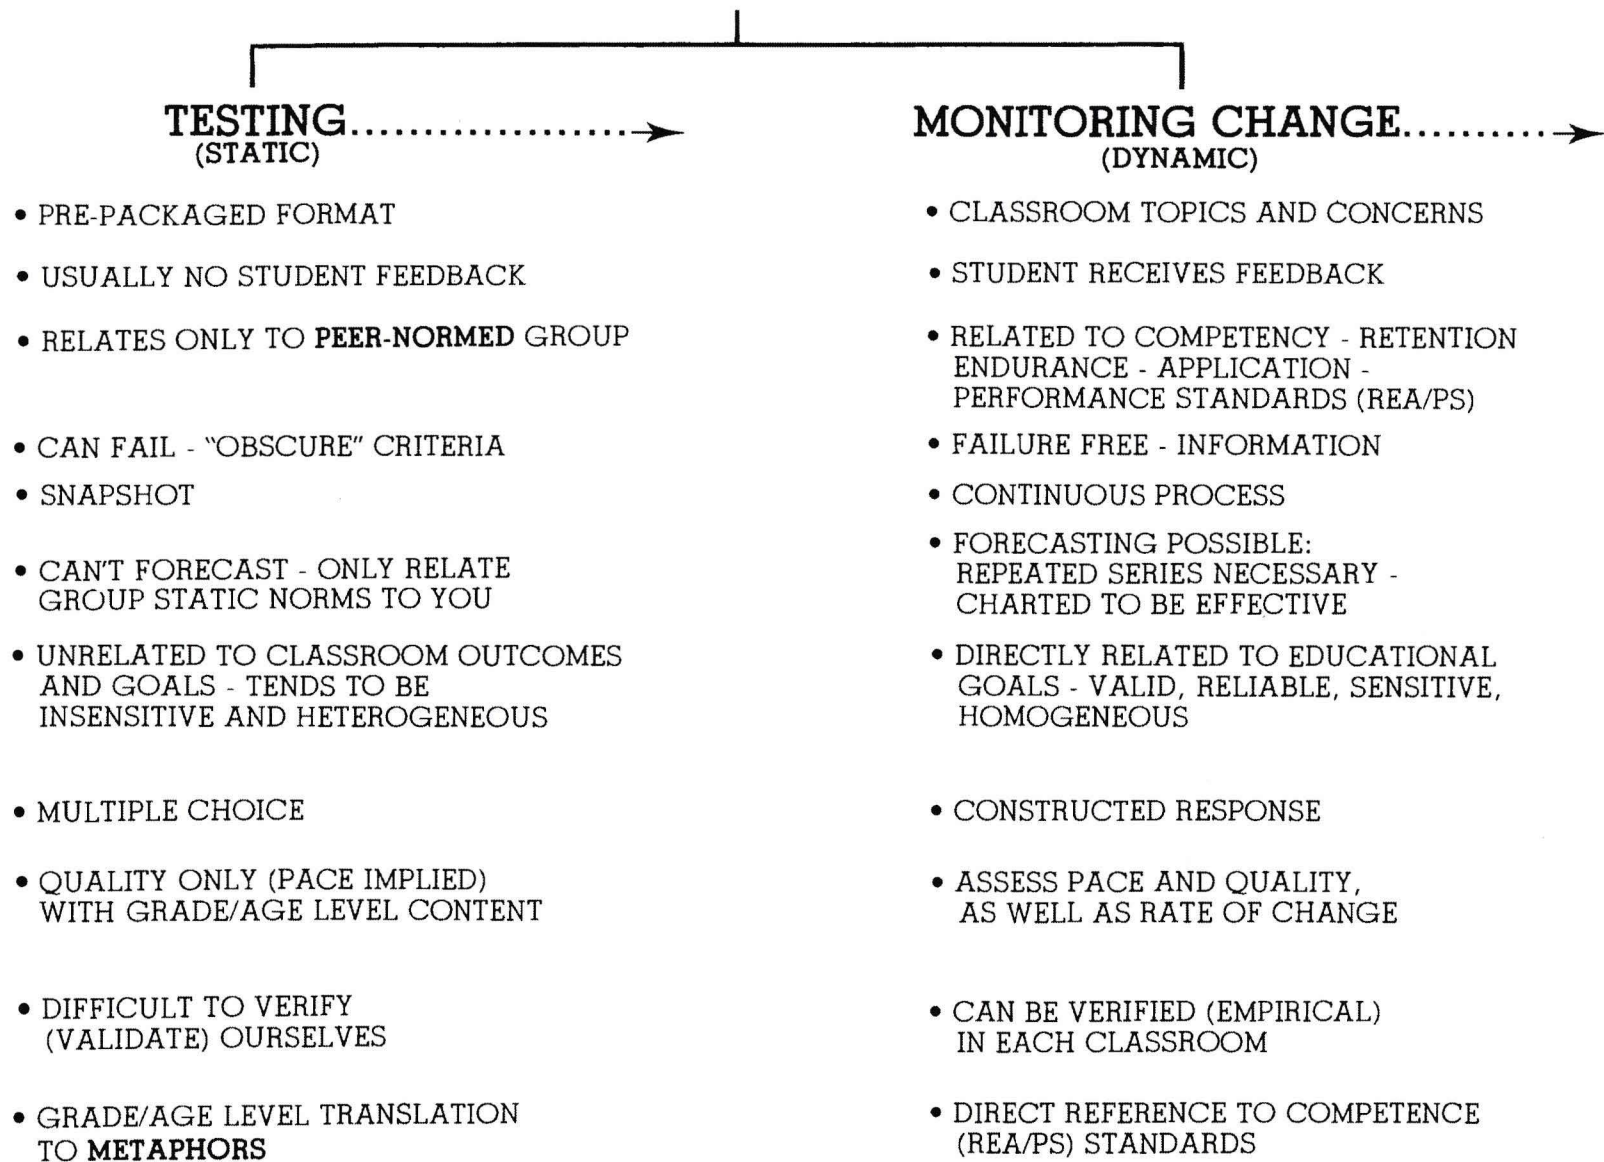 TESTING....................
(STATIC)
• PRE-PACKAGED FORMAT
• USUALLY NO STUDENT FEEDBACK
• RELATES ONLY TO PEER-NORMED GROUP
• CAN FAIL - "OBSCURE" CRITERIA
• SNAPSHOT
• CAN'T FORECAST - ONLY RELATE
GROUP STATIC NORMS TO YOU
• UNRELATED TO CLASSROOM OUTCOMES
AND GOALS - TENDS TO BE
INSENSITIVE AND HETEROGENEOUS
• MULTIPLE CHOICE
• QUALITY ONLY (PACE IMPLIED)
WITH GRADE/AGE LEVEL CONTENT
• DIFFICULT TO VERIFY
(VALIDATE) OURSELVES
• GRADE/AGE LEVEL TRANSLATION
TO METAPHORS
MONITORING CHANGE..........
(DYNAMIC)
• CLASSROOM TOPICS AND CONCERNS
• STUDENT RECEIVES FEEDBACK
• RELATED TO COMPETENCY - RETENTION
ENDURANCE - APPLICATION -
PERFORMANCE STANDARDS (REA/PS)
• FAILURE FREE - INFORMATION
• CONTINUOUS PROCESS
• FORECASTING POSSIBLE:
REPEATED SERIES NECESSARY -
CHARTED TO BE EFFECTIVE
• DIRECTLY RELATED TO EDUCATIONAL
GOALS - VALID, RELIABLE, SENSITIVE,
HOMOGENEOUS
• CONSTRUCTED RESPONSE
• ASSESS PACE AND QUALITY,
AS WELL AS RATE OF CHANGE
• CAN BE VERIFIED (EMPIRICAL)
IN EACH CLASSROOM
• DIRECT REFERENCE TO COMPETENCE
(REA/PS) STANDARDS